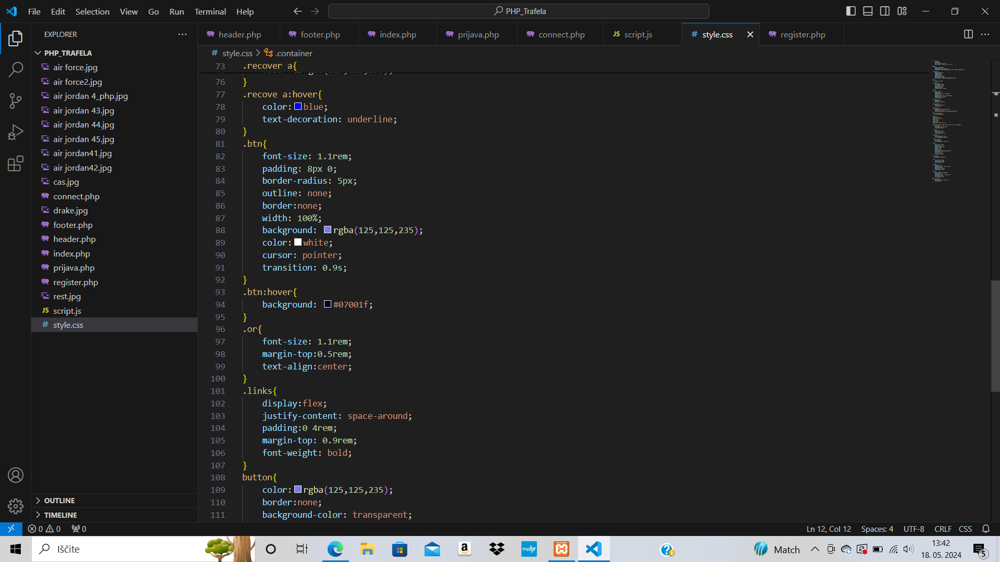 File Edit Selection View Go Run Terminal Help
PHP_Trafela
EXPLORER
PHP_TRAFELA
air force.jpg
air force2.jpg
air jordan 4_php.jpg
air jordan 43.jpg
air jordan 44.jpg
air jordan 45.jpg
air jordan41.jpg
air jordan42.jpg
cas.jpg
connect.php
drake.jpg
footer.php
header.php
index.php
prijava.php
register.php
rest.jpg
JS script.js
# style.css
OUTLINE
TIMELINE
header.php footer.php index.php prijava.php connect.php JS script.js # style.css register.php
# style.css > .container
73 .recover a{
76 }
77 .recove a:hover{
78 color: blue;
79 text-decoration: underline;
80 }
81 .btn{
82 font-size: 1.1rem;
83 padding: 8px 0;
84 border-radius: 5px;
85 outline: none;
86 border:none;
87 width: 100%;
88 background: rgba(125,125,235);
89 color: white;
90 cursor: pointer;
91 transition: 0.9s;
92 }
93 .btn:hover{
94 background: #07001f;
95 }
96 .or{
97 font-size: 1.1rem;
98 margin-top:0.5rem;
99 text-align:center;
100 }
101 .links{
102 display:flex;
103 justify-content: space-around;
104 padding:0 4rem;
105 margin-top: 0.9rem;
106 font-weight: bold;
107 }
108 button{
109 color: rgba(125,125,235);
110 border:none;
111 background-color: transparent;
0 0 0 Ln 12, Col 12 Spaces: 4 UTF-8 CRLF CSS
Iščite
a
myhp
Match
13:42
18. 05. 2024
5